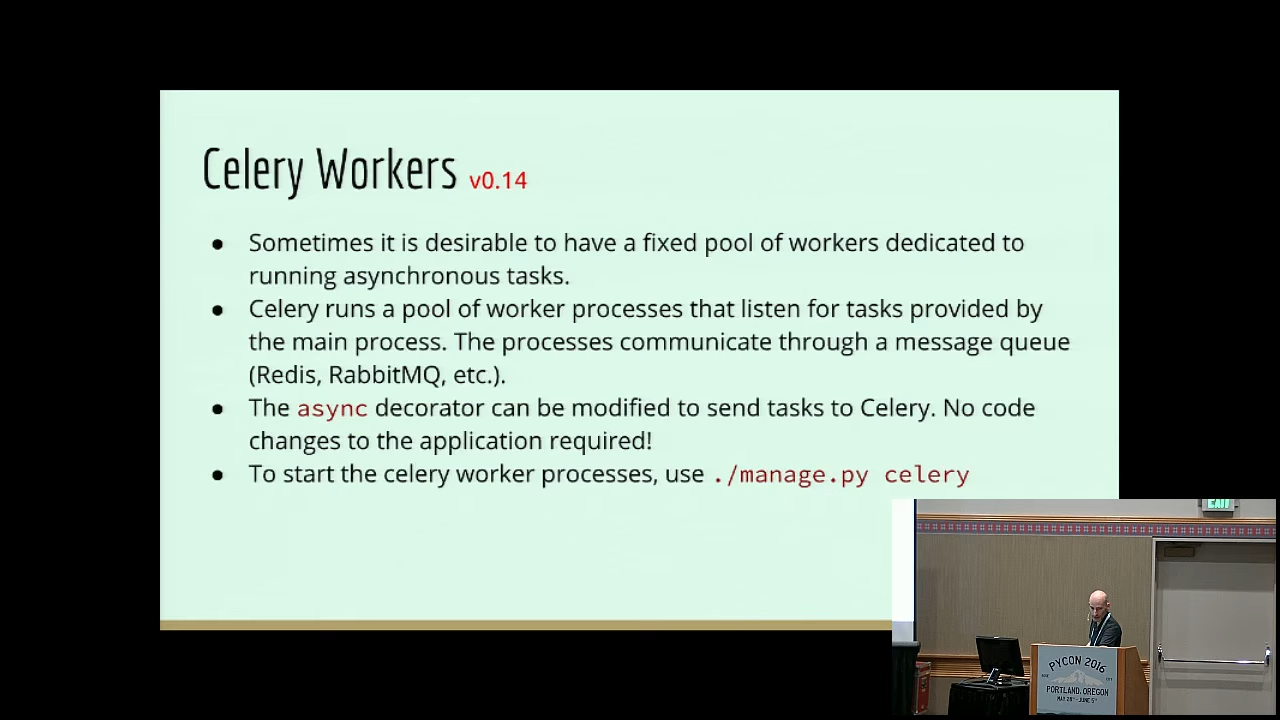 Celery Workers v0.14
● Sometimes it is desirable to have a fixed pool of workers dedicated to
running asynchronous tasks.
● Celery runs a pool of worker processes that listen for tasks provided by
the main process. The processes communicate through a message queue
(Redis, RabbitMQ, etc.).
● The async decorator can be modified to send tasks to Celery. No code
changes to the application required!
● To start the celery worker processes, use ./manage.py celery
EXIT
PYCON 2016
PORTLAND, OREGON
MAY 28TH - JUNE 5TH